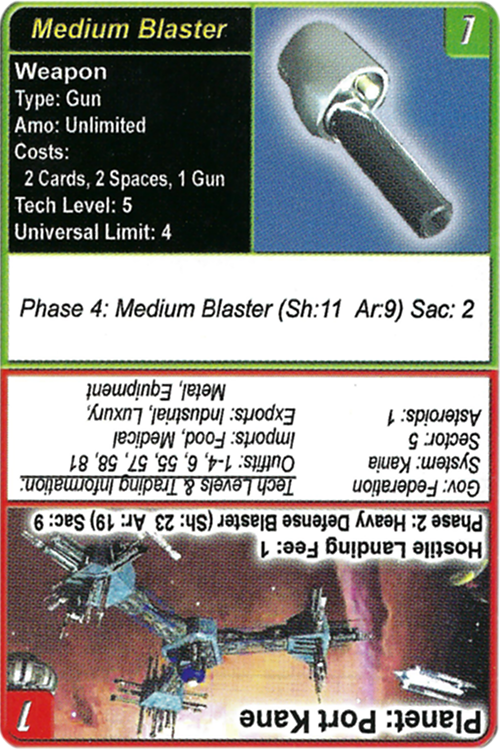 Medium Blaster
1
Weapon
Type: Gun
Amo: Unlimited
Costs:
2 Cards, 2 Spaces, 1 Gun
Tech Level: 5
Universal Limit: 4
Phase 4: Medium Blaster (Sh:11 Ar:9) Sac: 2
Planet: Port Kane
1
Hostile Landing Fee: 1
Phase 2: Heavy Defense Blaster (Sh: 23 Ar: 19) Sac: 9
Gov: Federation
System: Kania
Sector: 5
Asteroids: 1
Tech Levels & Trading Information:
Outfits: 1-4, 6, 55, 57, 58, 81
Imports: Food, Medical
Exports: Industrial, Luxury,
Metal, Equipment